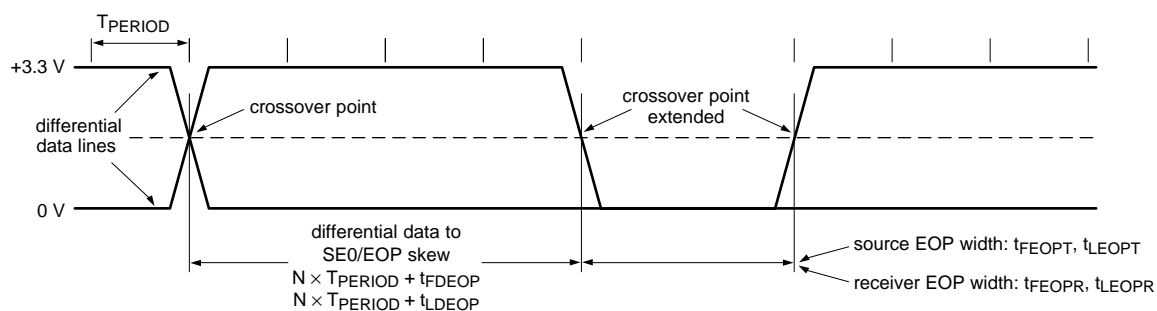 TPERIOD
+3.3 V
crossover point
crossover point
extended
differential
data lines
0 V
differential data to
SE0/EOP skew
N × TPERIOD + tFDEOP
N × TPERIOD + tLDEOP
source EOP width: tFEOPT, tLEOPT
receiver EOP width: tFEOPR, tLEOPR